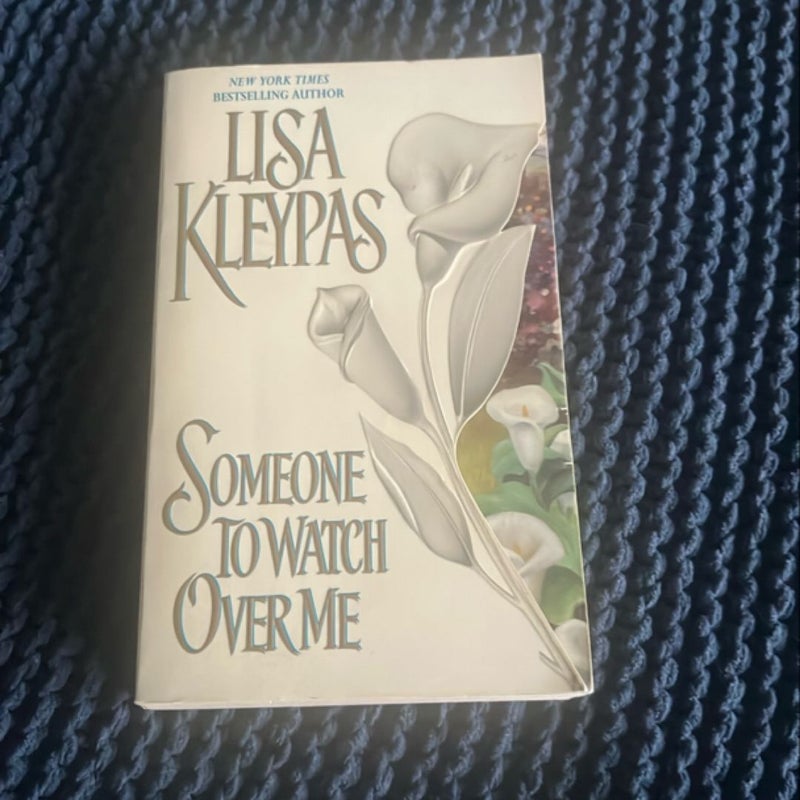 NEW YORK TIMES
BESTSELLING AUTHOR
LISA
KLEYPAS
SOMEONE
TO WATCH
OVER ME